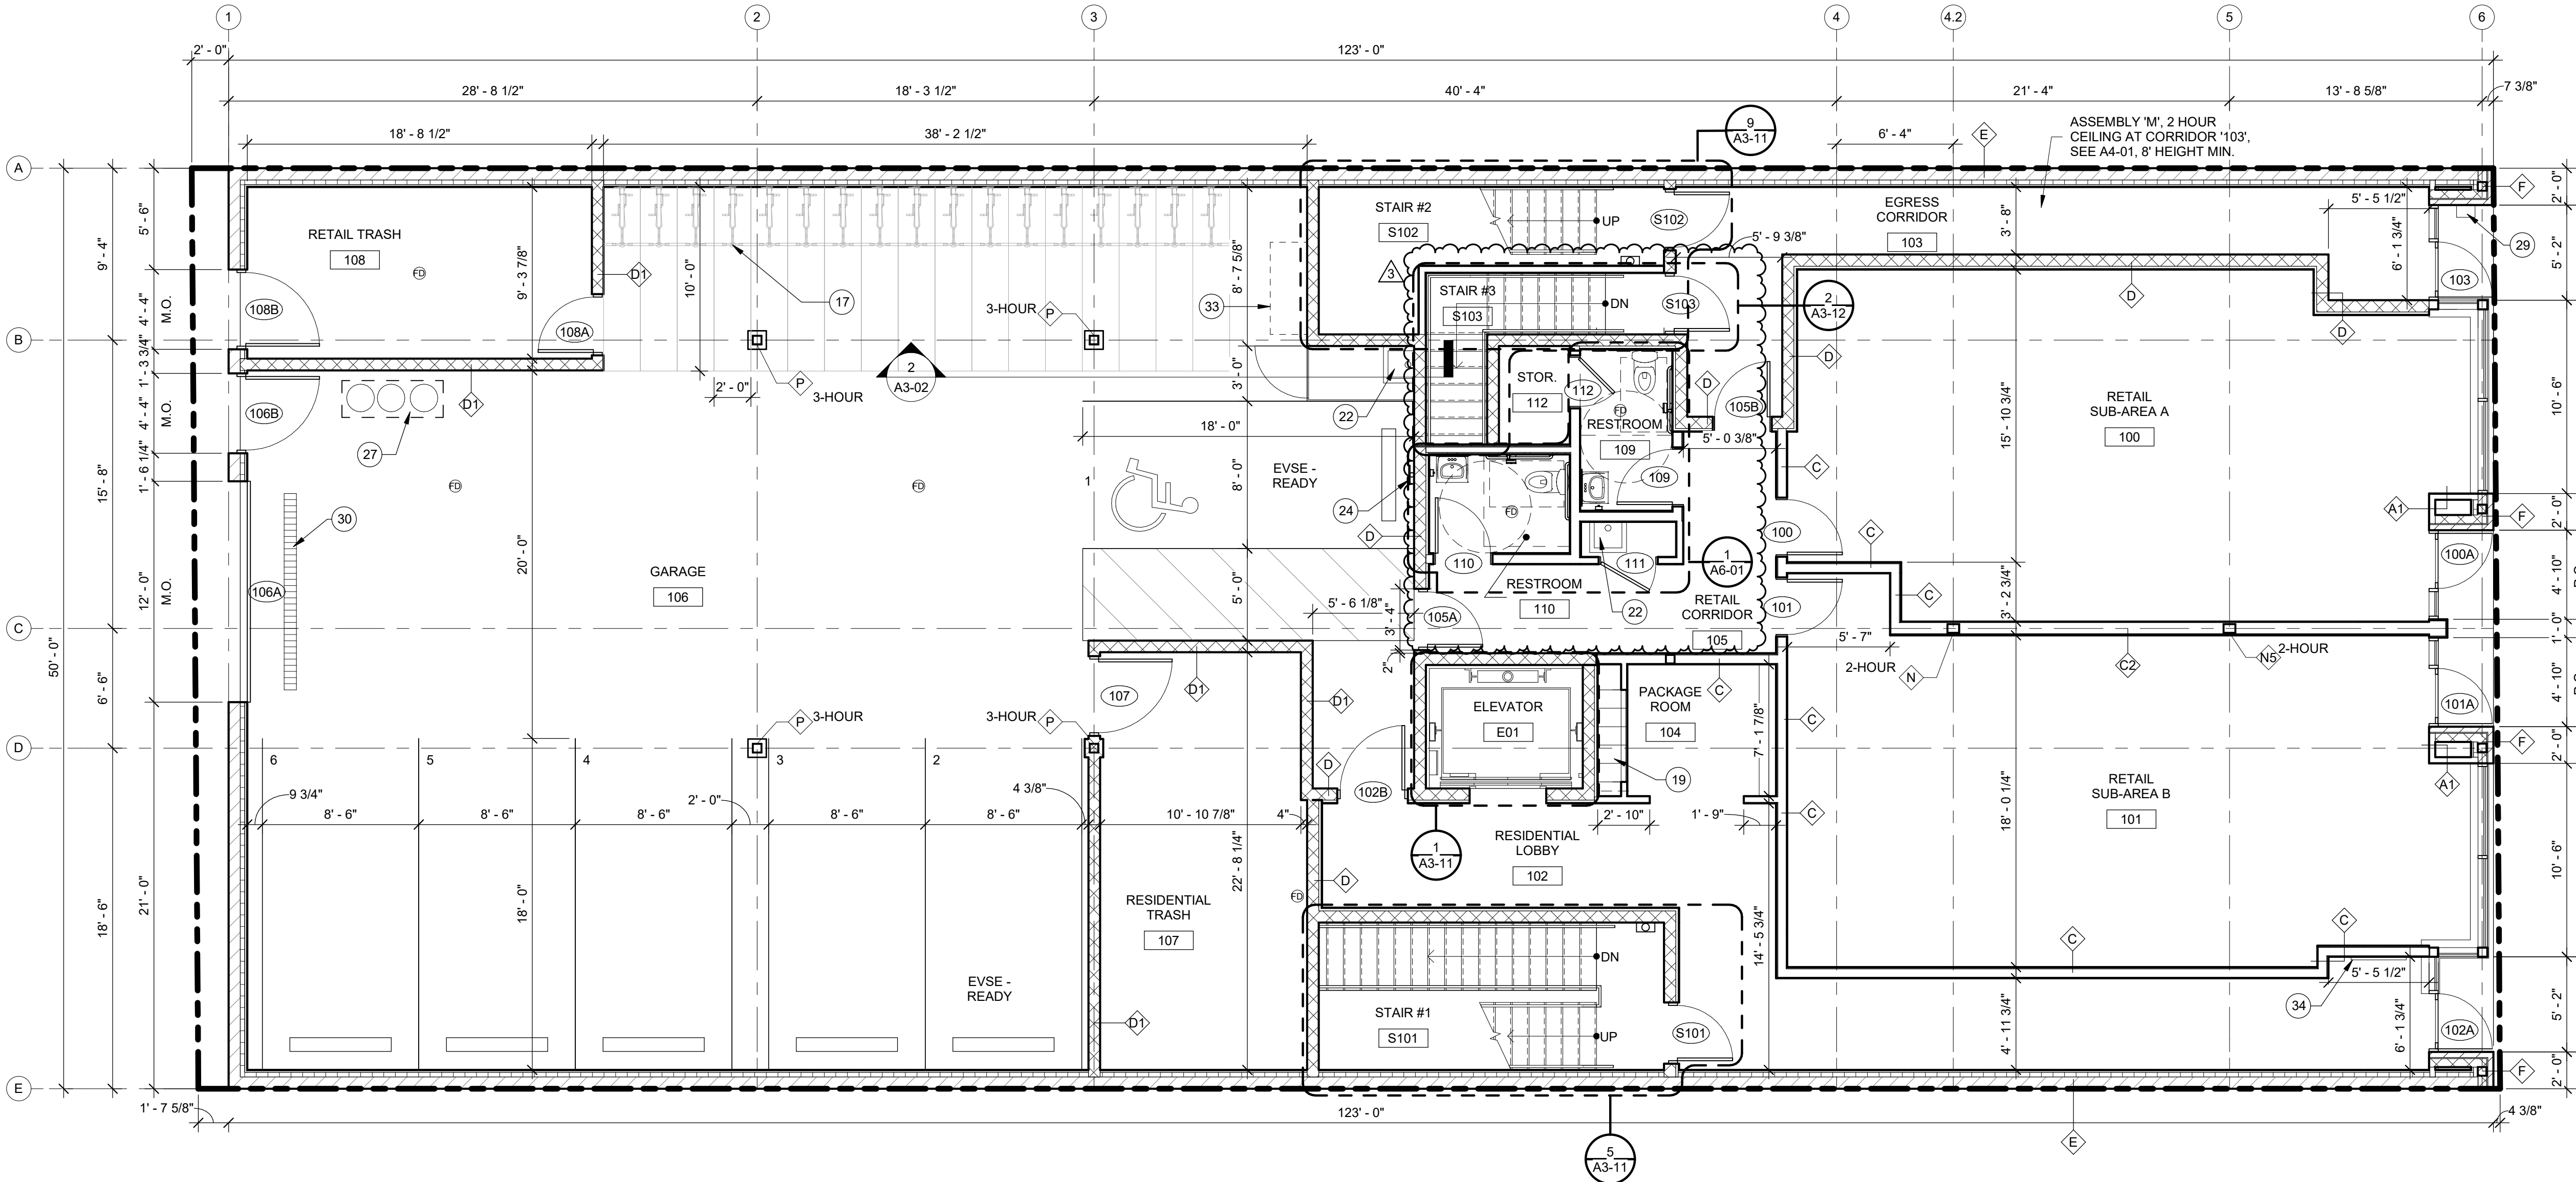 1
2
3
4
4.2
5
6
2' - 0"
123' - 0"
28' - 8 1/2"
18' - 3 1/2"
40' - 4"
21' - 4"
13' - 8 5/8"
7 3/8"
18' - 8 1/2"
38' - 2 1/2"
9
A3-11
6' - 4"
E
ASSEMBLY 'M', 2 HOUR
CEILING AT CORRIDOR '103',
SEE A4-01, 8' HEIGHT MIN.
A
B
C
D
E
50' - 0"
9' - 4"
15' - 8"
6' - 6"
18' - 6"
5' - 6"
4' - 4"
M.O.
1' - 3 3/4"
4' - 4"
M.O.
1' - 6 1/4"
12' - 0"
M.O.
21' - 0"
RETAIL TRASH
108
FD
108B
108A
9' - 3 7/8"
D1
10' - 0"
17
3-HOUR
P
8' - 7 5/8"
33
STAIR #2
S102
UP
S102
EGRESS
CORRIDOR
103
3' - 8"
5' - 9 3/8"
5' - 5 1/2"
6' - 1 3/4"
F
29
103
2' - 0"
5' - 2"
3
STAIR #3
S103
DN
S103
2
A3-12
D
D
D
106B
27
D1
P
3-HOUR
2' - 0"
2
A3-02
3' - 0"
22
STOR.
112
112
FD
RESTROOM
109
109
D
105B
5' - 0 3/8"
C
15' - 10 3/4"
RETAIL
SUB-AREA A
100
10' - 6"
18' - 0"
EVSE -
READY
8' - 0"
1
24
D
FD
FD
FD
30
106A
20' - 0"
GARAGE
106
5' - 0"
5' - 6 1/8"
3' - 4"
105A
2"
110
RESTROOM
110
111
22
1
A6-01
RETAIL
CORRIDOR
105
100
101
C
C
3' - 2 3/4"
5' - 7"
2-HOUR
N
C2
N5
2-HOUR
A1
F
2' - 0"
100A
4' - 10"
1' - 0"
1' - 0"
4' - 10"
101A
F
A1
2' - 0"
107
D1
D1
3-HOUR
P
P
3-HOUR
ELEVATOR
E01
PACKAGE
ROOM
104
C
C
7' - 1 7/8"
19
6
5
4
3
2
9 3/4"
8' - 6"
8' - 6"
8' - 6"
2' - 0"
8' - 6"
8' - 6"
4 3/8"
10' - 10 7/8"
4"
D
102B
2' - 10"
1' - 9"
C
1
A3-11
RESIDENTIAL
LOBBY
102
18' - 0 1/4"
RETAIL
SUB-AREA B
101
10' - 6"
18' - 0"
22' - 8 1/4"
FD
D
RESIDENTIAL
TRASH
107
EVSE -
READY
D1
DN
STAIR #1
S101
UP
S101
14' - 5 3/4"
C
C
4' - 11 3/4"
34
5' - 5 1/2"
6' - 1 3/4"
102A
5' - 2"
F
2' - 0"
1' - 7 5/8"
123' - 0"
4 3/8"
5
A3-11
E